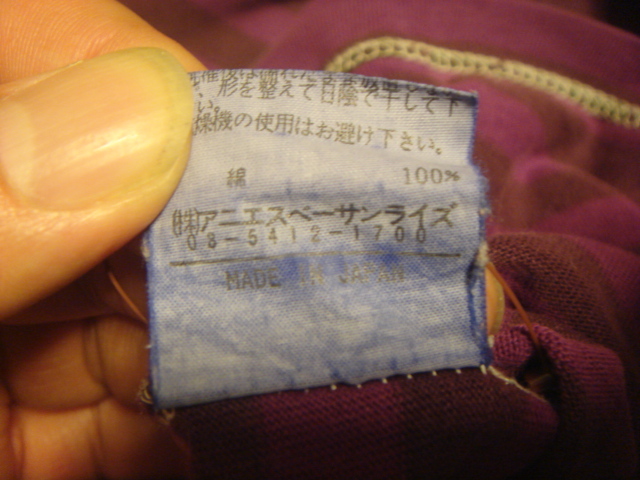 形を整えて日陰で干して下
い。
燥機の使用はお避け下さい。
綿 100%
(株)アニエスベーサンライズ
03-5412-1700
MADE IN JAPAN